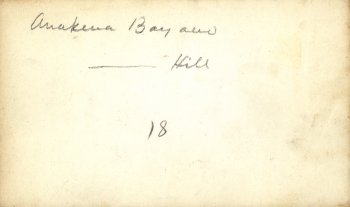 Anakena Bay and
——— Hill
18